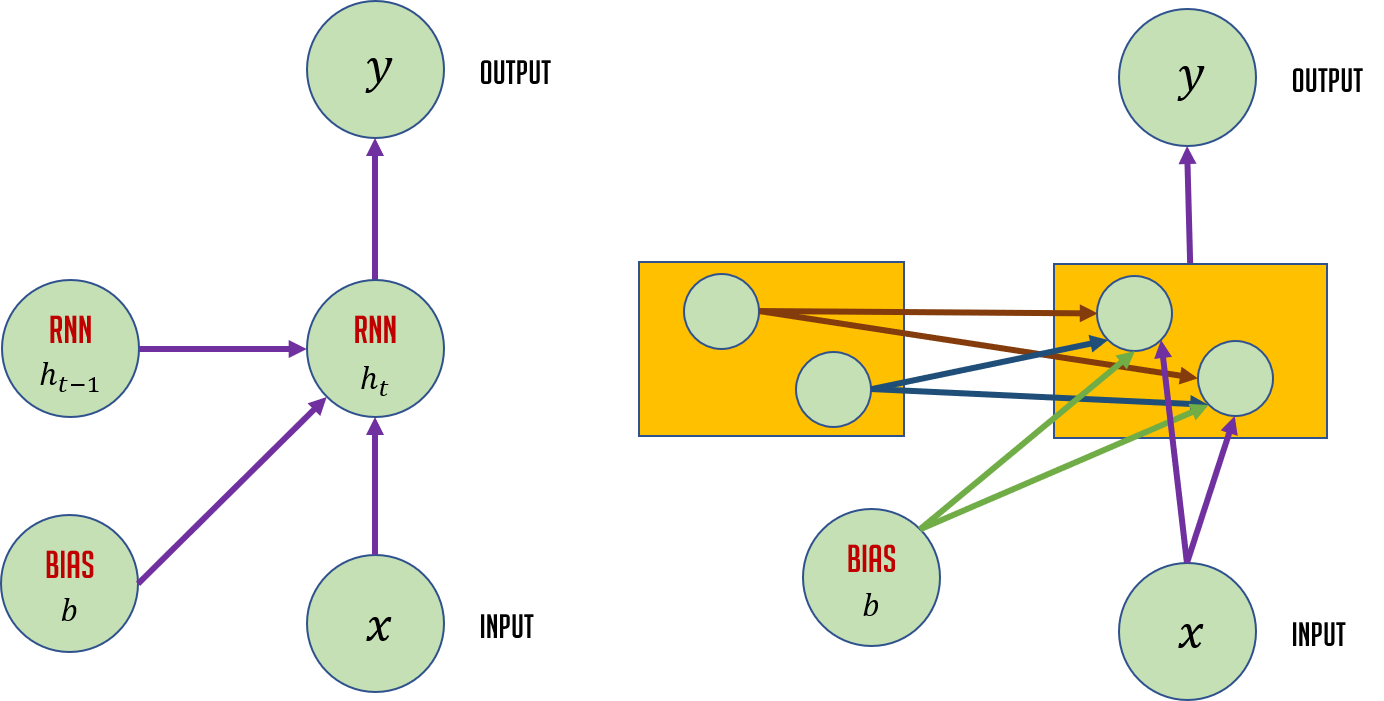 y
OUTPUT
RNN
h_{t-1}
RNN
h_t
BIAS
b
x
INPUT
y
OUTPUT
BIAS
b
x
INPUT